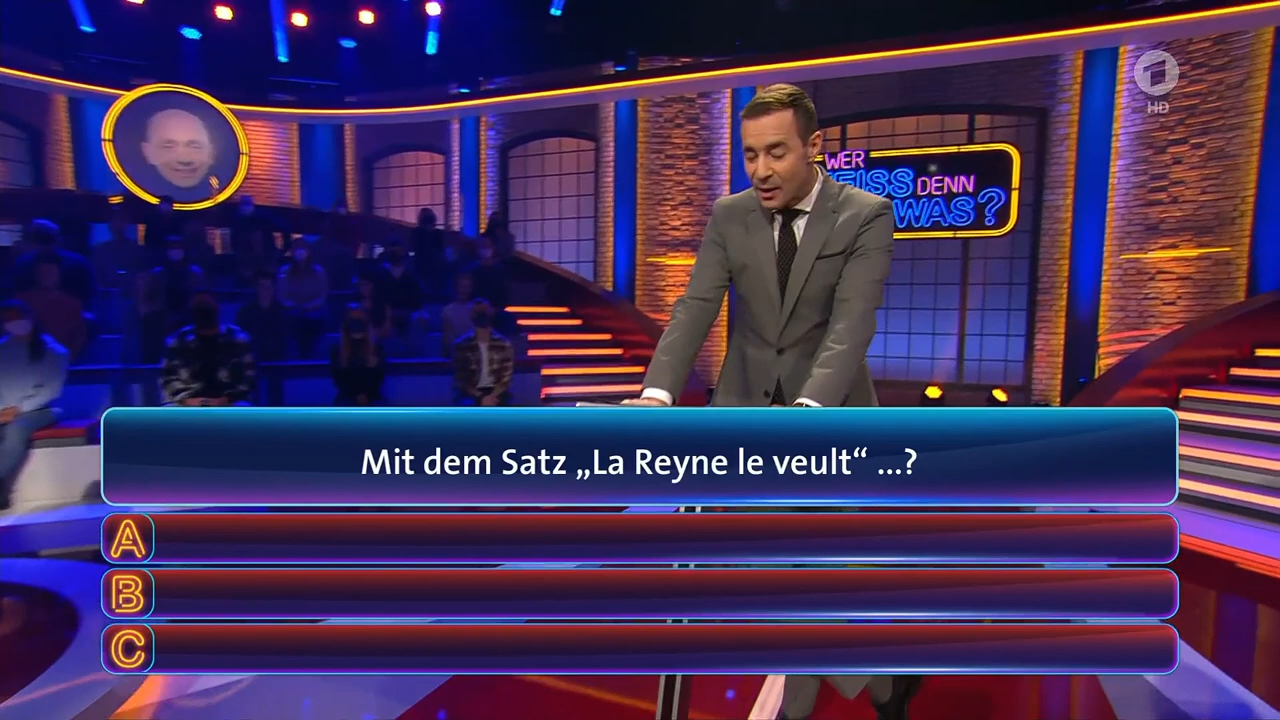 1
HD
WER
WEISS DENN
WAS?
Mit dem Satz „La Reyne le veult“ ...?
A
B
C